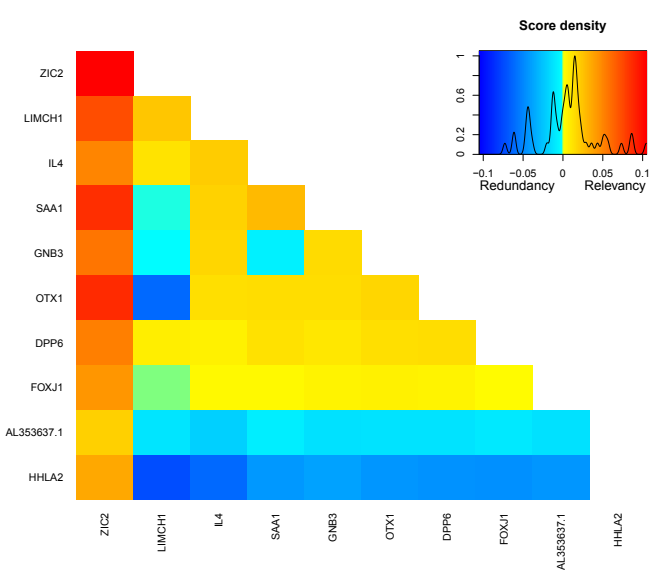 Score density
0 0.2 0.6 1
−0.1 −0.05 0 0.05 0.1
Redundancy Relevancy
ZIC2
LIMCH1
IL4
SAA1
GNB3
OTX1
DPP6
FOXJ1
AL353637.1
HHLA2
ZIC2 LIMCH1 IL4 SAA1 GNB3 OTX1 DPP6 FOXJ1 AL353637.1 HHLA2